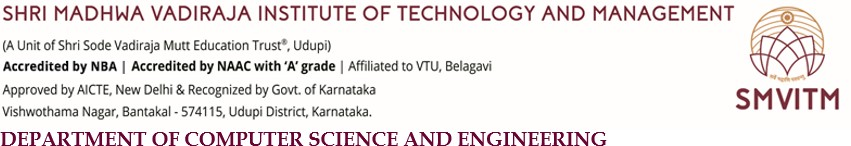 SHRI MADHWA VADIRAJA INSTITUTE OF TECHNOLOGY AND MANAGEMENT
(A Unit of Shri Sode Vadiraja Mutt Education Trust®, Udupi)
Accredited by NBA | Accredited by NAAC with ‘A’ grade | Affiliated to VTU, Belagavi
Approved by AICTE, New Delhi & Recognized by Govt. of Karnataka
Vishwothama Nagar, Bantakal - 574115, Udupi District, Karnataka.
SMVITM
DEPARTMENT OF COMPUTER SCIENCE AND ENGINEERING